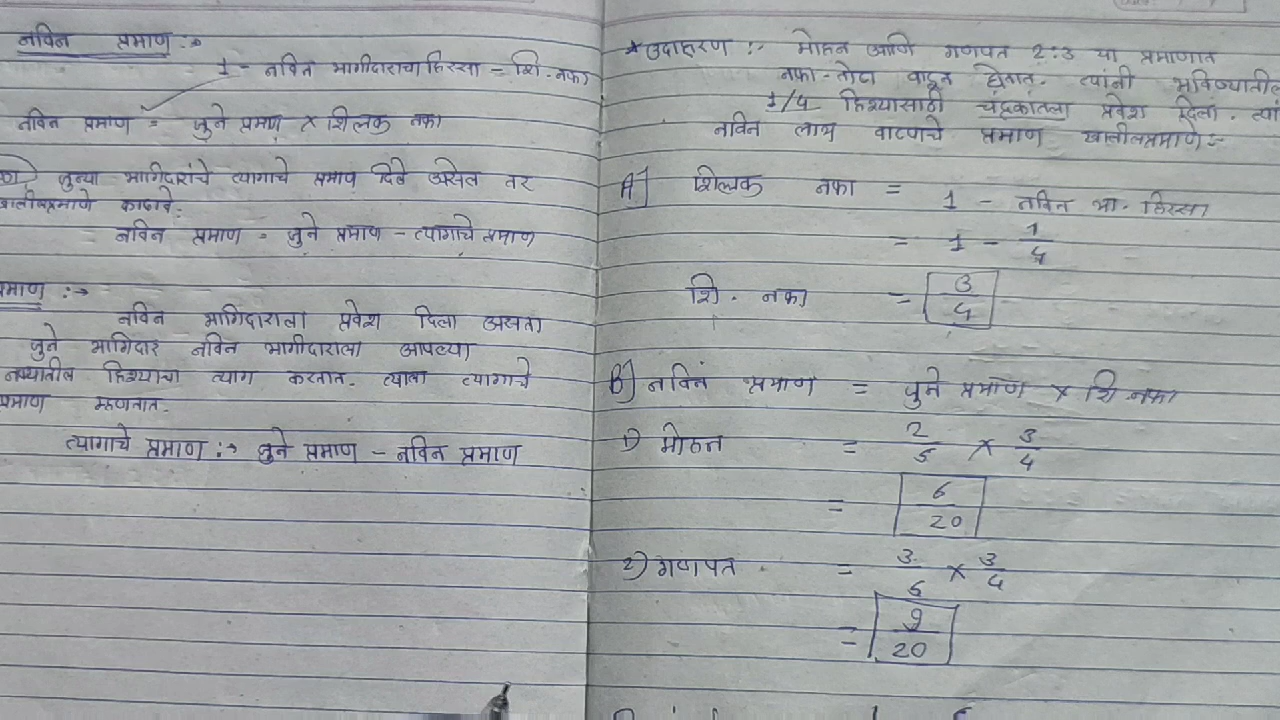 नविन प्रमाण :→
1 - नविन भागीदाराचा हिस्सा = शि. नफा
नविन प्रमाण = जुने प्रमाण × शिलक नफा
जुन्या भागिदारांचे त्यागाचे प्रमाण दिले असेल तर
खालीलप्रमाणे काढावे.
नविन प्रमाण = जुने प्रमाण - त्यागाचे प्रमाण
प्रमाण :→
नविन भागिदाराला प्रवेश दिला असता
जुने भागिदार नविन भागीदाराला आपल्या
नफ्यातील हिश्याचा त्याग करतात. त्याला त्यागाचे
प्रमाण म्हणतात.
त्यागाचे प्रमाण :→ जुने प्रमाण - नविन प्रमाण
* उदाहरण :- मोहन आणि गणपत 2:3 या प्रमाणात
नफा-तोटा वाटून घेतात. त्यांनी भविष्यातील
1/4 हिश्यासाठी चंद्रकांतला प्रवेश दिला.
नविन लाभ वाटणचे प्रमाण खालीलप्रमाणे :-
A] शिल्लक नफा = 1 - नविन भा. हिस्सा
= 1 - 1/4
शि. नफा = 3/4
B] नविन प्रमाण = जुने प्रमाण × शि. नफा
1) मोहन = 2/5 × 3/4
= 6/20
2) गणपत = 3/5 × 3/4
= 9/20